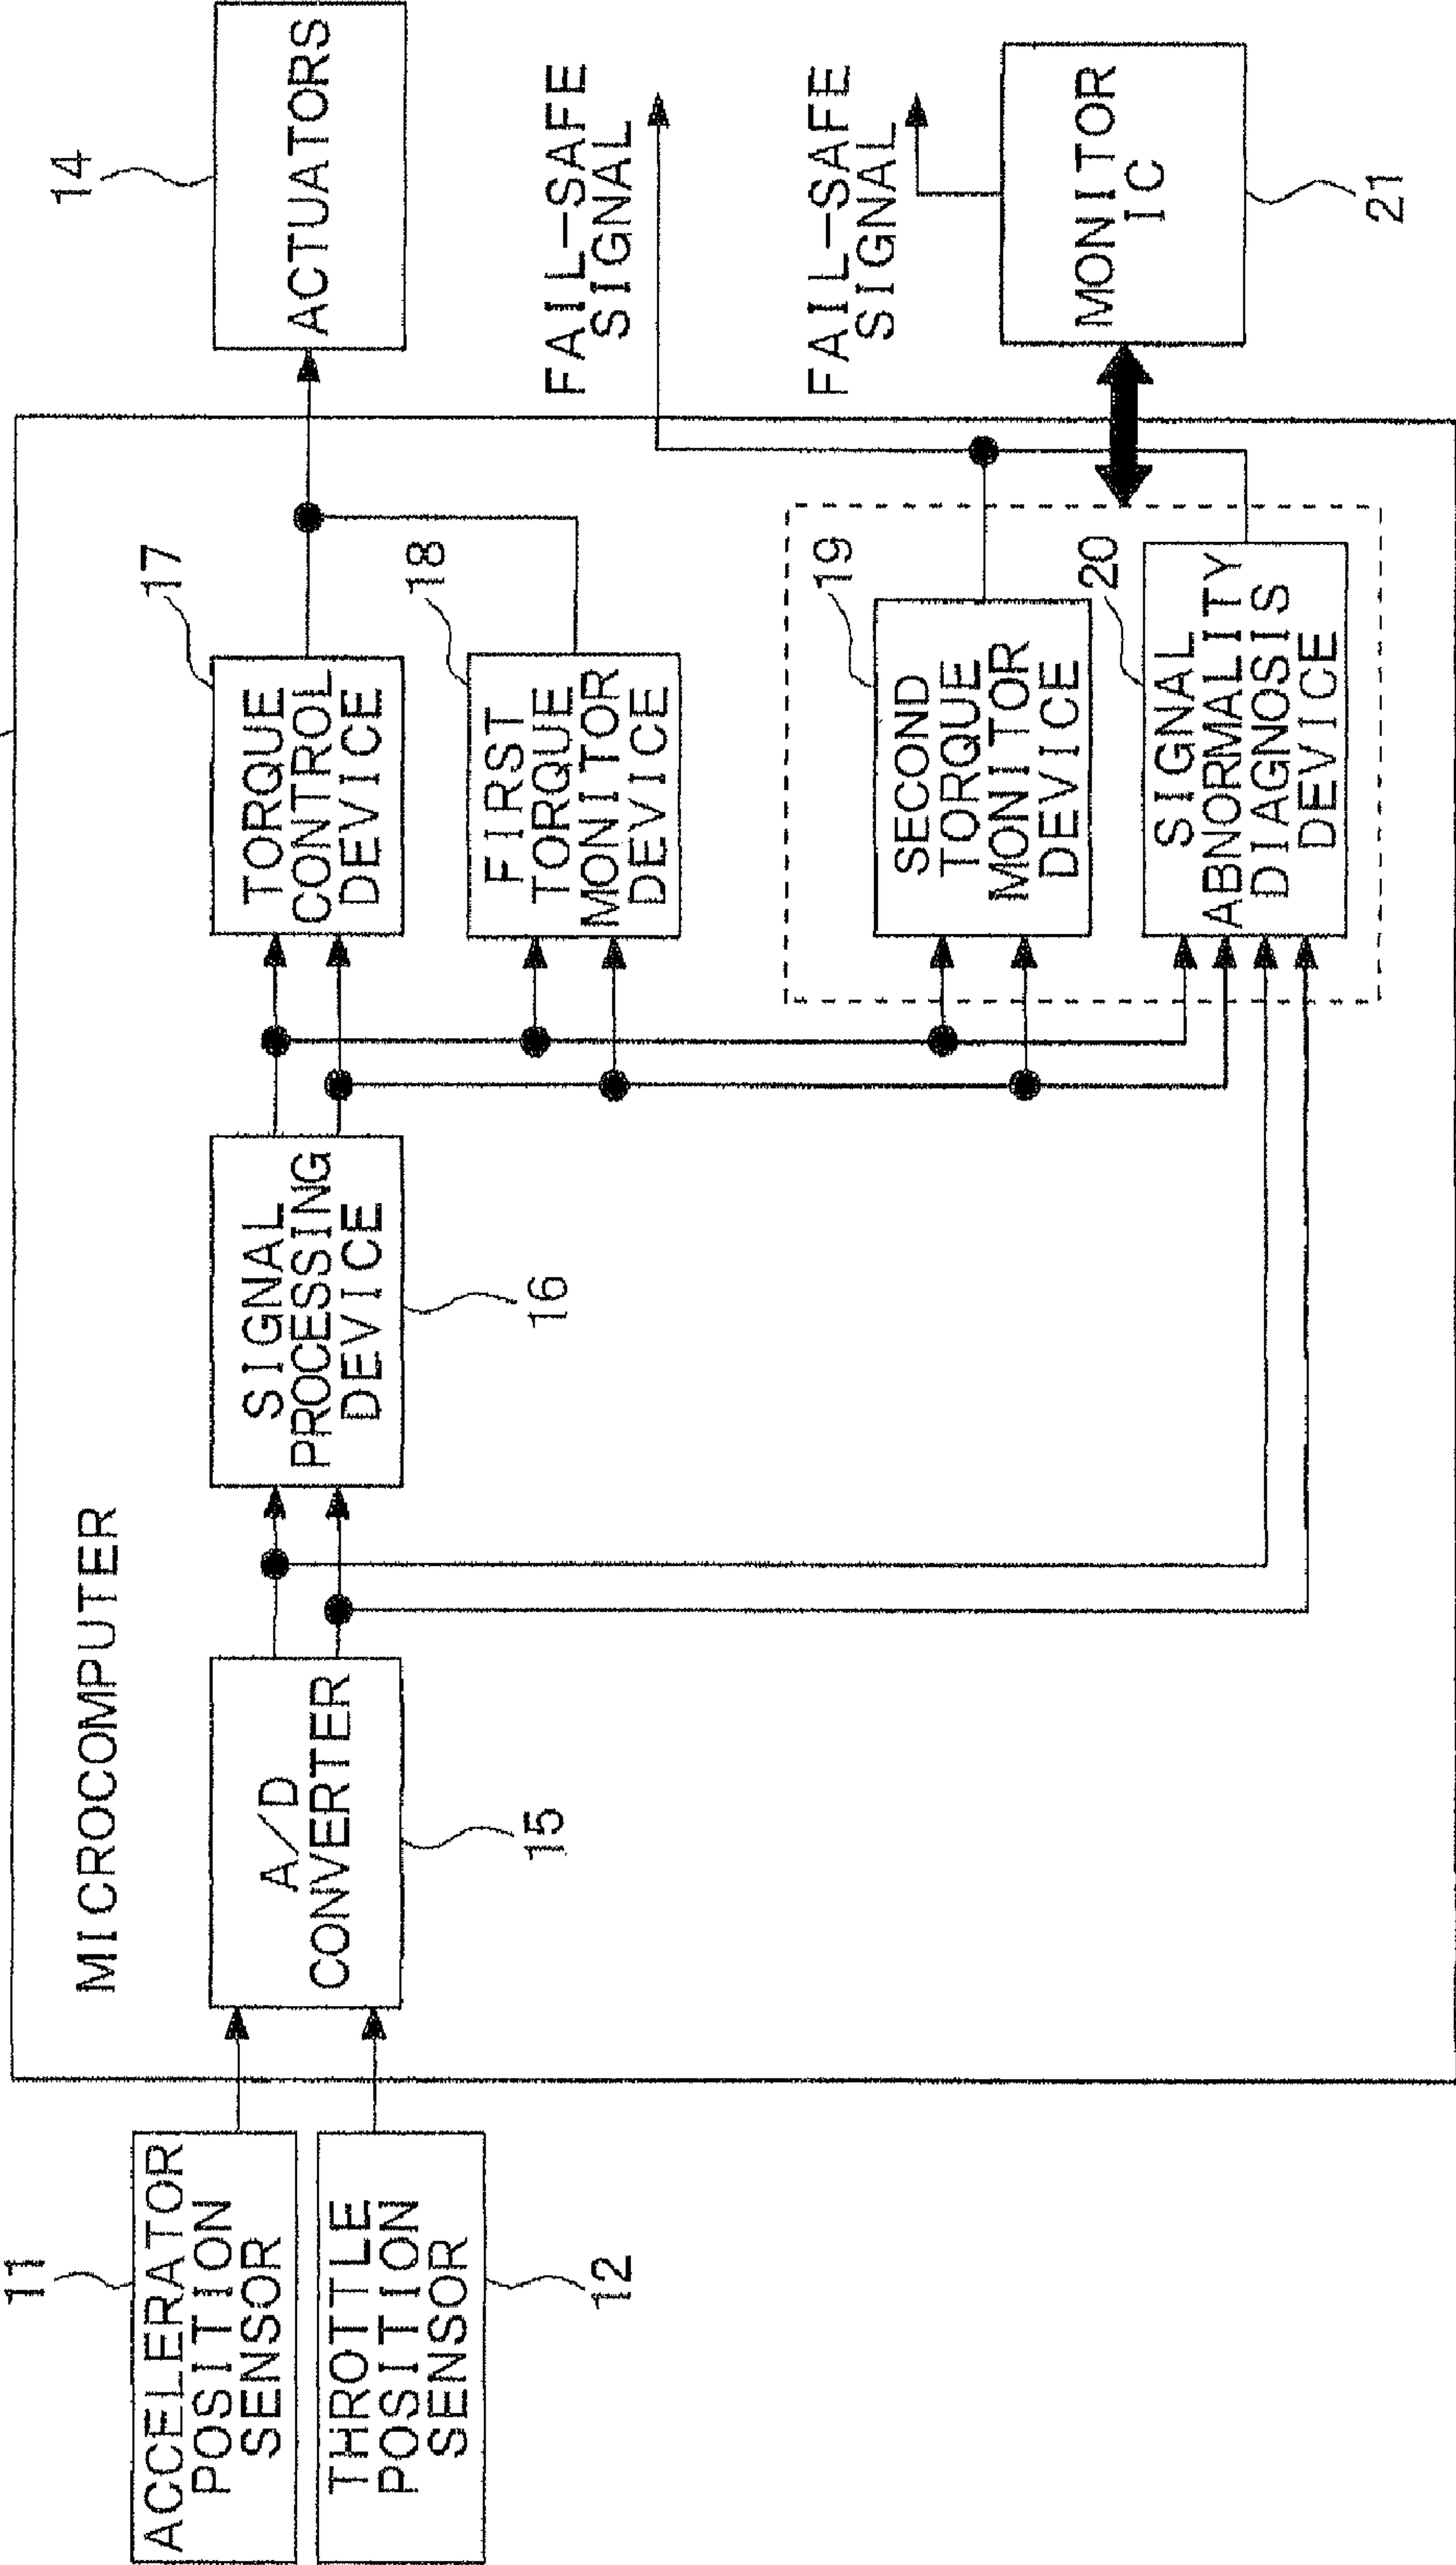 11
ACCELERATOR
POSITION
SENSOR
THROTTLE
POSITION
SENSOR
12
MICROCOMPUTER
A/D
CONVERTER
15
SIGNAL
PROCESSING
DEVICE
16
17
TORQUE
CONTROL
DEVICE
18
FIRST
TORQUE
MONITOR
DEVICE
19
SECOND
TORQUE
MONITOR
DEVICE
20
SIGNAL
ABNORMALITY
DIAGNOSIS
DEVICE
14
ACTUATORS
FAIL-SAFE
SIGNAL
FAIL-SAFE
SIGNAL
MONITOR
IC
21